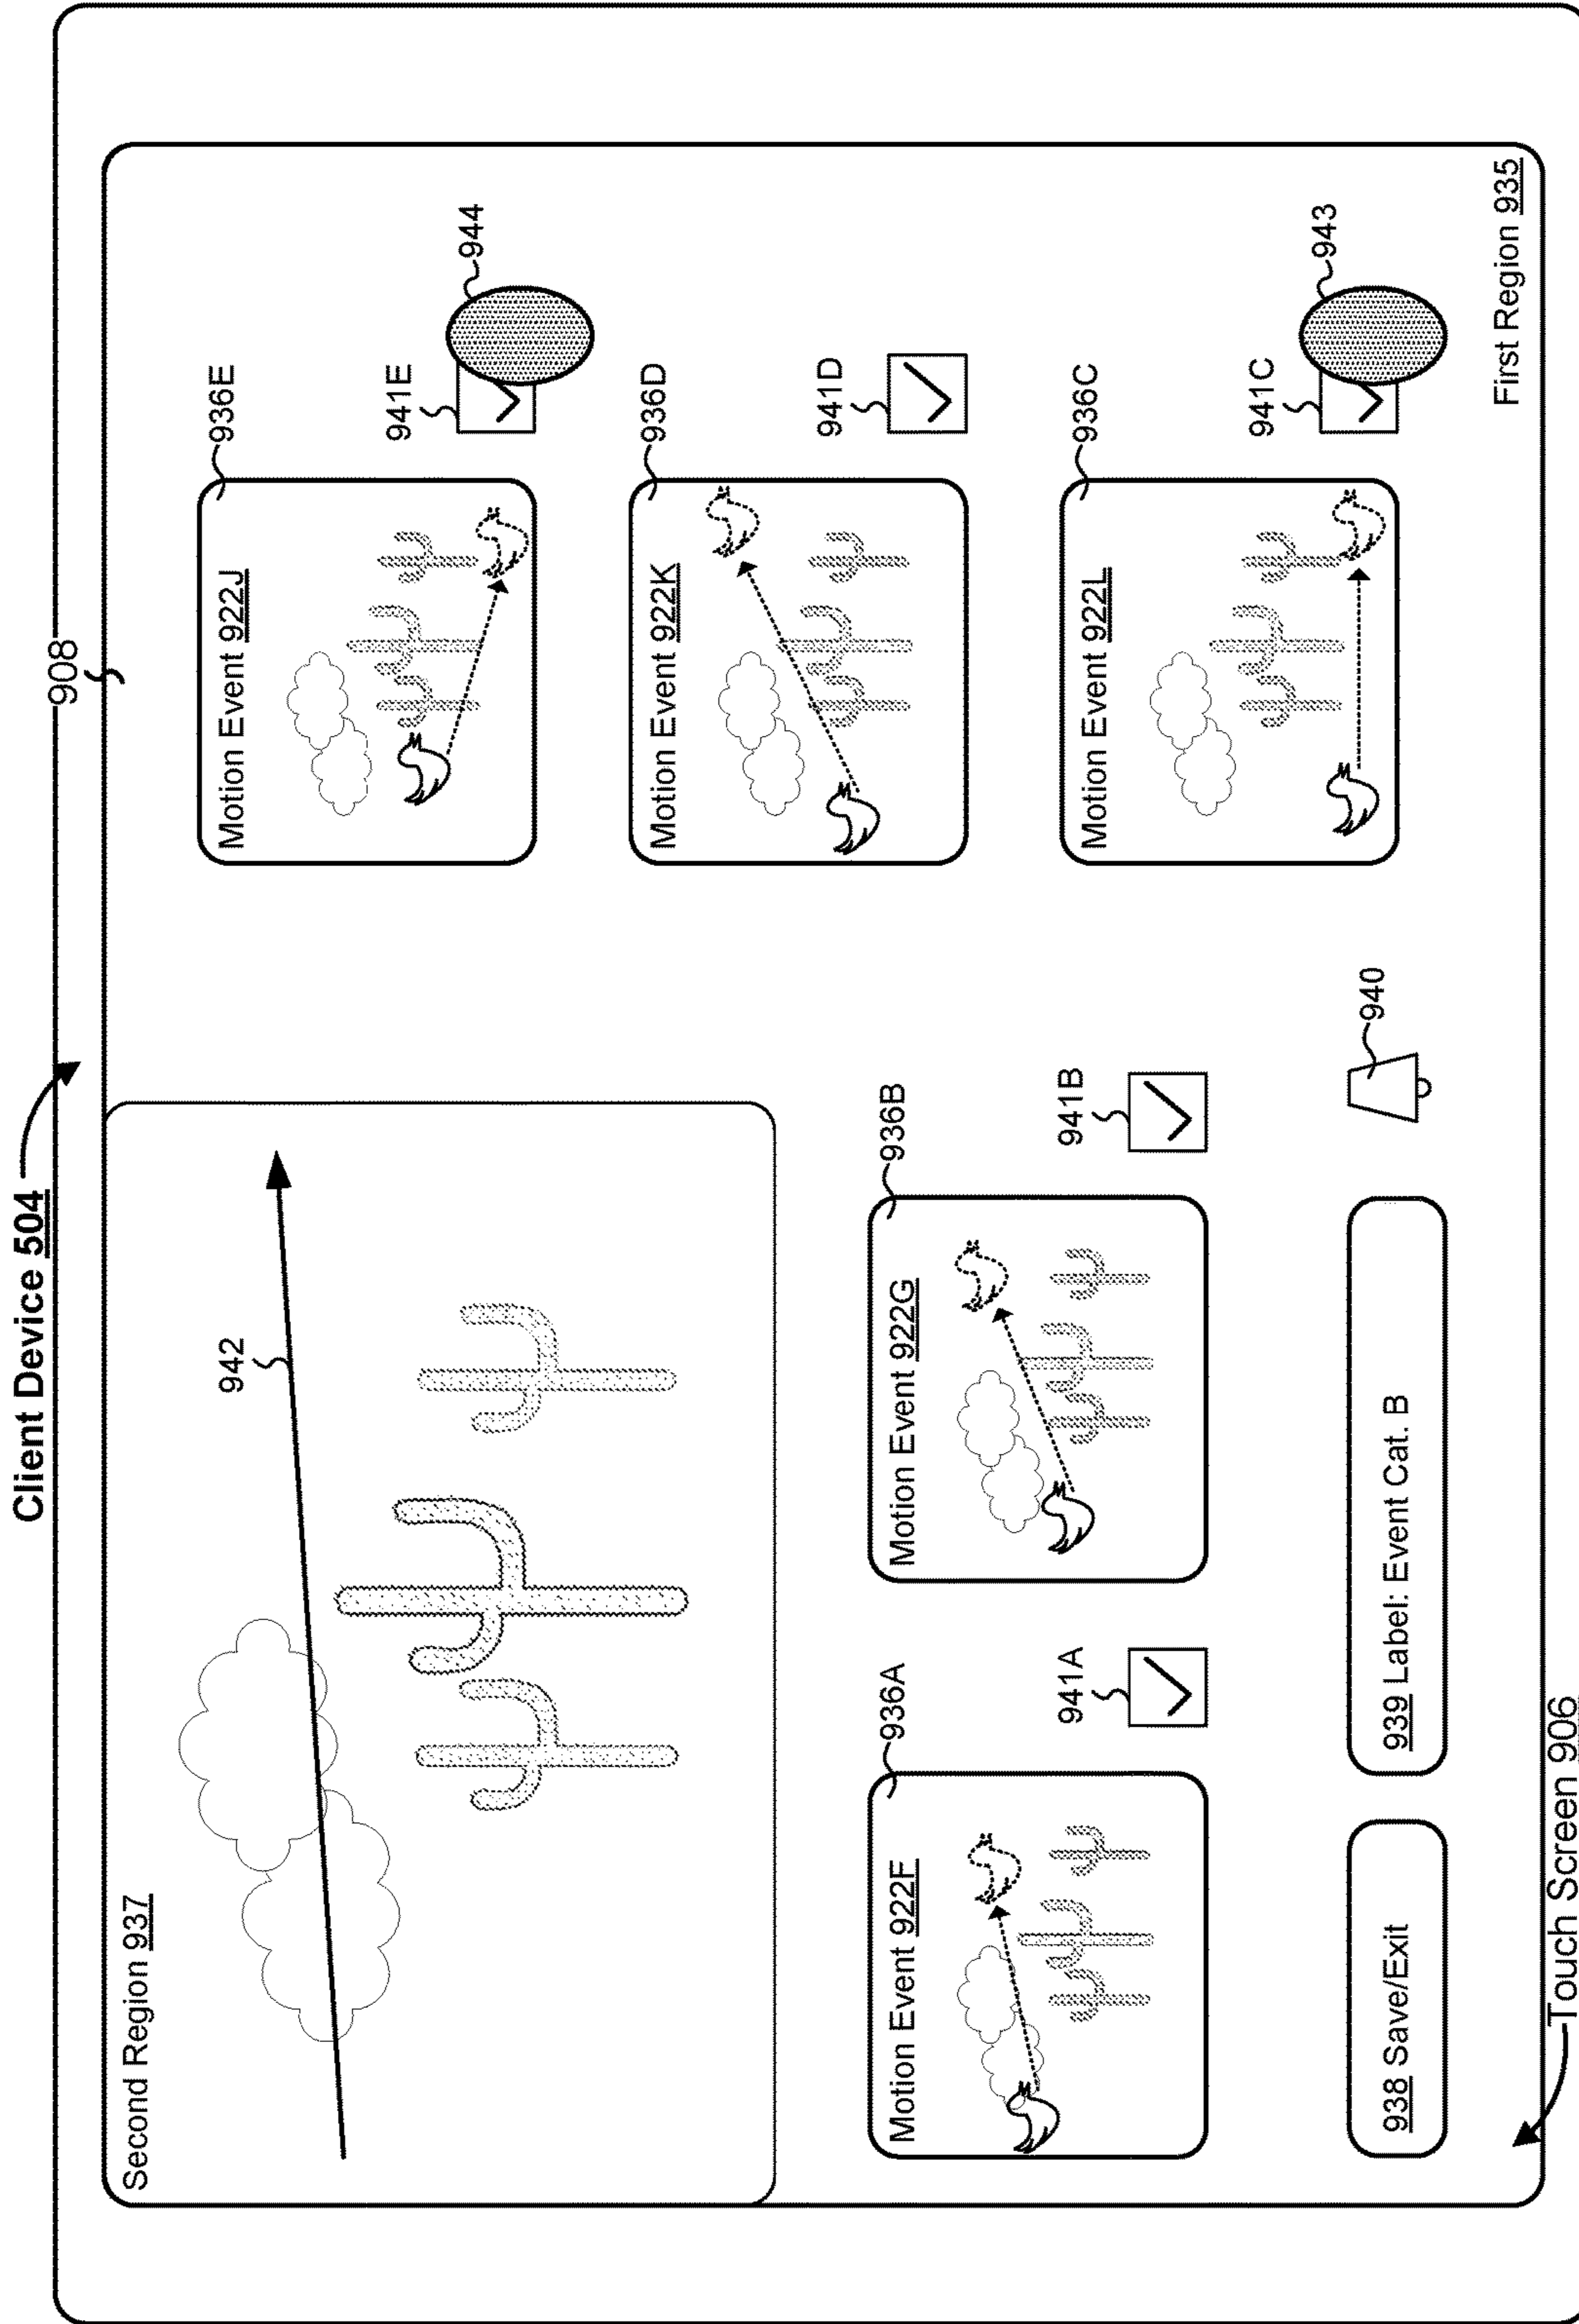 Client Device 504
908
Second Region 937
942
Motion Event 922J
936E
941E
944
Motion Event 922K
936D
941D
Motion Event 922F
936A
941A
Motion Event 922G
936B
941B
Motion Event 922L
936C
941C
943
938 Save/Exit
939 Label: Event Cat. B
940
First Region 935
Touch Screen 906